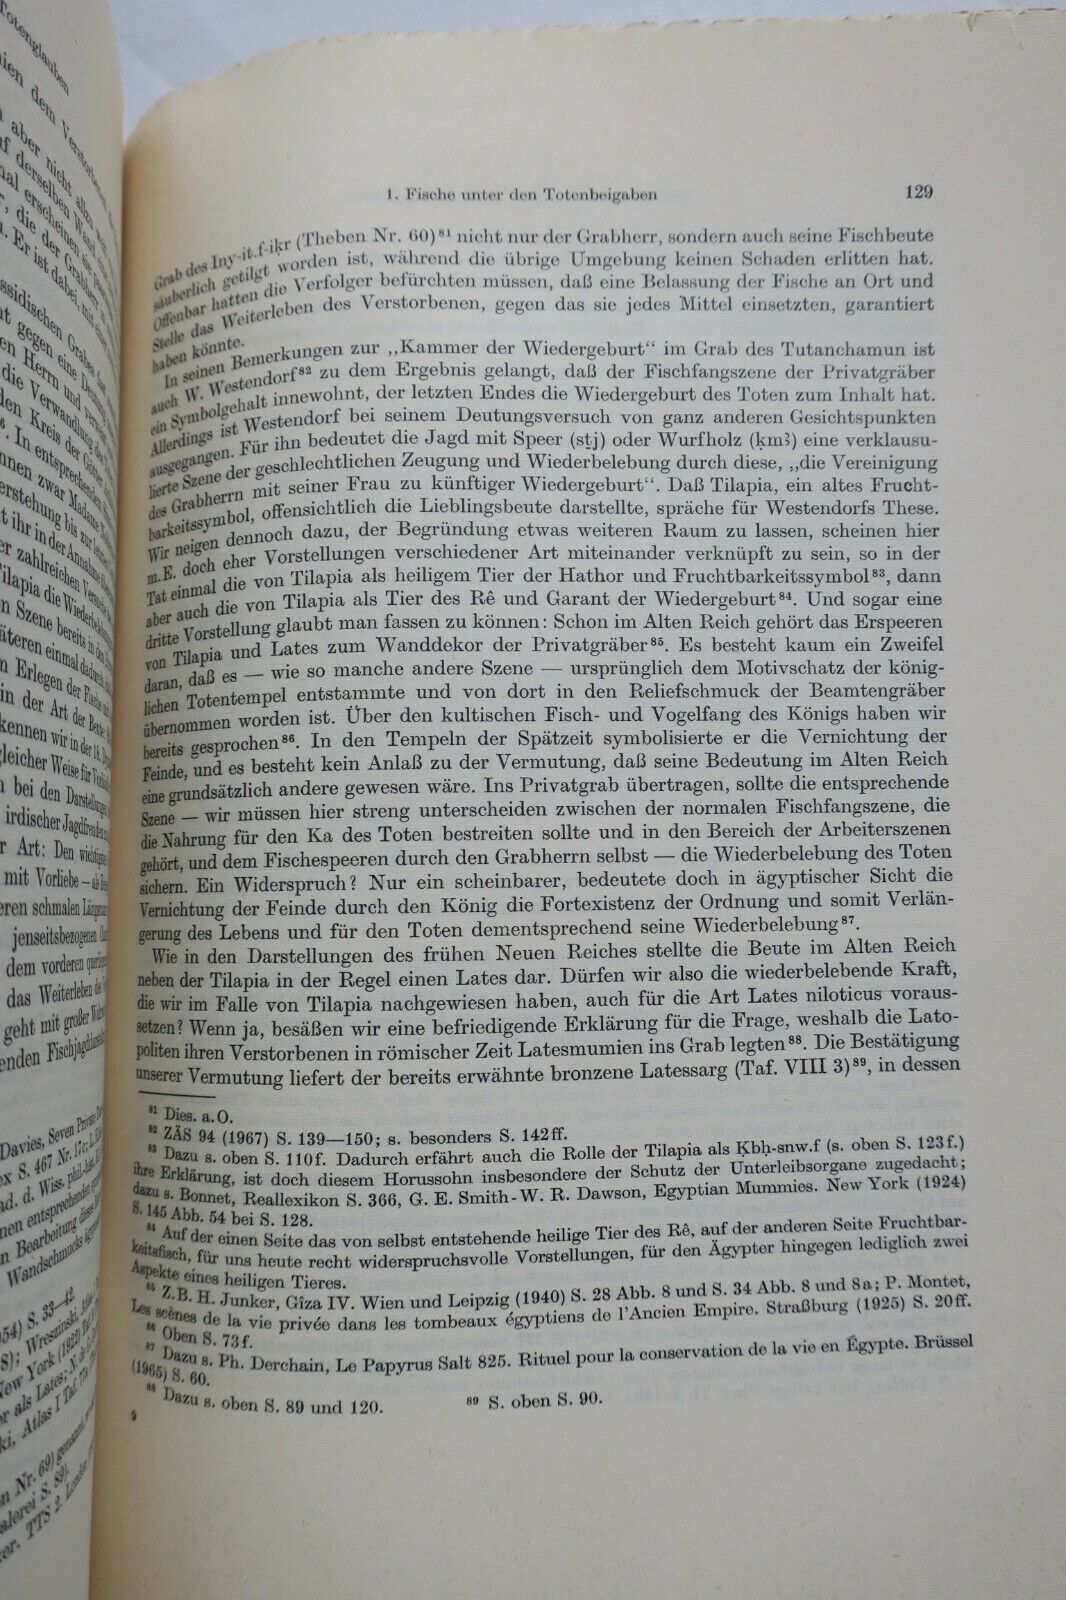 Totenglauben
1. Fische unter den Totenbeigaben 129
Grab des Iny-it.f-iḳr (Theben Nr. 60)⁸¹ nicht nur der Grabherr, sondern auch seine Fischbeute
säuberlich getilgt worden ist, während die übrige Umgebung keinen Schaden erlitten hat.
Offenbar hatten die Verfolger befürchten müssen, daß eine Belassung der Fische an Ort und
Stelle das Weiterleben des Verstorbenen, gegen das sie jedes Mittel einsetzten, garantiert
haben könnte.
In seinen Bemerkungen zur „Kammer der Wiedergeburt“ im Grab des Tutanchamun ist
auch W. Westendorf⁸² zu dem Ergebnis gelangt, daß der Fischfangszene der Privatgräber
ein Symbolgehalt innewohnt, der letzten Endes die Wiedergeburt des Toten zum Inhalt hat.
Allerdings ist Westendorf bei seinem Deutungsversuch von ganz anderen Gesichtspunkten
ausgegangen. Für ihn bedeutet die Jagd mit Speer (stj) oder Wurfholz (ḳmꜣ) eine verklausu-
lierte Szene der geschlechtlichen Zeugung und Wiederbelebung durch diese, „die Vereinigung
des Grabherrn mit seiner Frau zu künftiger Wiedergeburt“. Daß Tilapia, ein altes Frucht-
barkeitssymbol, offensichtlich die Lieblingsbeute darstellte, spräche für Westendorfs These.
Wir neigen dennoch dazu, der Begründung etwas weiteren Raum zu lassen, scheinen hier
m.E. doch eher Vorstellungen verschiedener Art miteinander verknüpft zu sein, so in der
Tat einmal die von Tilapia als heiligem Tier der Hathor und Fruchtbarkeitssymbol⁸³, dann
aber auch die von Tilapia als Tier des Rê und Garant der Wiedergeburt⁸⁴. Und sogar eine
dritte Vorstellung glaubt man fassen zu können: Schon im Alten Reich gehört das Erspeeren
von Tilapia und Lates zum Wanddekor der Privatgräber⁸⁵. Es besteht kaum ein Zweifel
daran, daß es — wie so manche andere Szene — ursprünglich dem Motivschatz der könig-
lichen Totentempel entstammte und von dort in den Reliefschmuck der Beamtengräber
übernommen worden ist. Über den kultischen Fisch- und Vogelfang des Königs haben wir
bereits gesprochen⁸⁶. In den Tempeln der Spätzeit symbolisierte er die Vernichtung der
Feinde, und es besteht kein Anlaß zu der Vermutung, daß seine Bedeutung im Alten Reich
eine grundsätzlich andere gewesen wäre. Ins Privatgrab übertragen, sollte die entsprechende
Szene — wir müssen hier streng unterscheiden zwischen der normalen Fischfangszene, die
die Nahrung für den Ka des Toten bestreiten sollte und in den Bereich der Arbeiterszenen
gehört, und dem Fischespeeren durch den Grabherrn selbst — die Wiederbelebung des Toten
sichern. Ein Widerspruch? Nur ein scheinbarer, bedeutete doch in ägyptischer Sicht die
Vernichtung der Feinde durch den König die Fortexistenz der Ordnung und somit Verlän-
gerung des Lebens und für den Toten dementsprechend seine Wiederbelebung⁸⁷.
Wie in den Darstellungen des frühen Neuen Reiches stellte die Beute im Alten Reich
neben der Tilapia in der Regel einen Lates dar. Dürfen wir also die wiederbelebende Kraft,
die wir im Falle von Tilapia nachgewiesen haben, auch für die Art Lates niloticus voraus-
setzen? Wenn ja, besäßen wir eine befriedigende Erklärung für die Frage, weshalb die Lato-
politen ihren Verstorbenen in römischer Zeit Latesmumien ins Grab legten⁸⁸. Die Bestätigung
unserer Vermutung liefert der bereits erwähnte bronzene Latessarg (Taf. VIII 3)⁸⁹, in dessen
⁸¹ Dies. a.O.
⁸² ZÄS 94 (1967) S. 139—150; s. besonders S. 142ff.
⁸³ Dazu s. oben S. 110f. Dadurch erfährt auch die Rolle der Tilapia als Ḳbḥ-snw.f (s. oben S. 123f.)
ihre Erklärung, ist doch diesem Horussohn insbesondere der Schutz der Unterleibsorgane zugedacht;
dazu s. Bonnet, Reallexikon S. 366, G. E. Smith-W. R. Dawson, Egyptian Mummies. New York (1924)
S. 145 Abb. 54 bei S. 128.
⁸⁴ Auf der einen Seite das von selbst entstehende heilige Tier des Rê, auf der anderen Seite Fruchtbar-
keitsfisch, für uns heute recht widerspruchsvolle Vorstellungen, für den Ägypter hingegen lediglich zwei
Aspekte eines heiligen Tieres.
⁸⁵ Z.B. H. Junker, Gîza IV. Wien und Leipzig (1940) S. 28 Abb. 8 und S. 34 Abb. 8 und 8a; P. Montet,
Les scènes de la vie privée dans les tombeaux égyptiens de l'Ancien Empire. Straßburg (1925) S. 20ff.
⁸⁶ Oben S. 73f.
⁸⁷ Dazu s. Ph. Derchain, Le Papyrus Salt 825. Rituel pour la conservation de la vie en Égypte. Brüssel
(1965) S. 60.
⁸⁸ Dazu s. oben S. 89 und 120. ⁸⁹ S. oben S. 90.
9